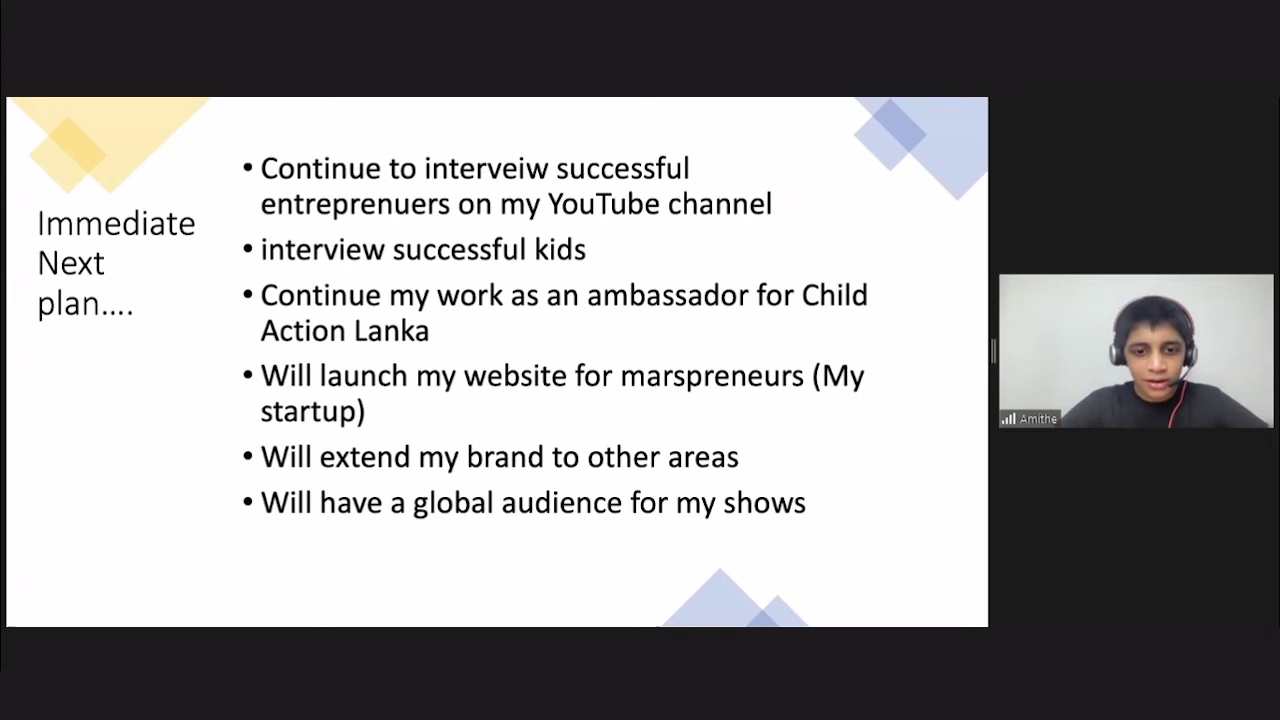 Immediate
Next
plan....
• Continue to interveiw successful
entreprenuers on my YouTube channel
• interview successful kids
• Continue my work as an ambassador for Child
Action Lanka
• Will launch my website for marspreneurs (My
startup)
• Will extend my brand to other areas
• Will have a global audience for my shows
Amithe